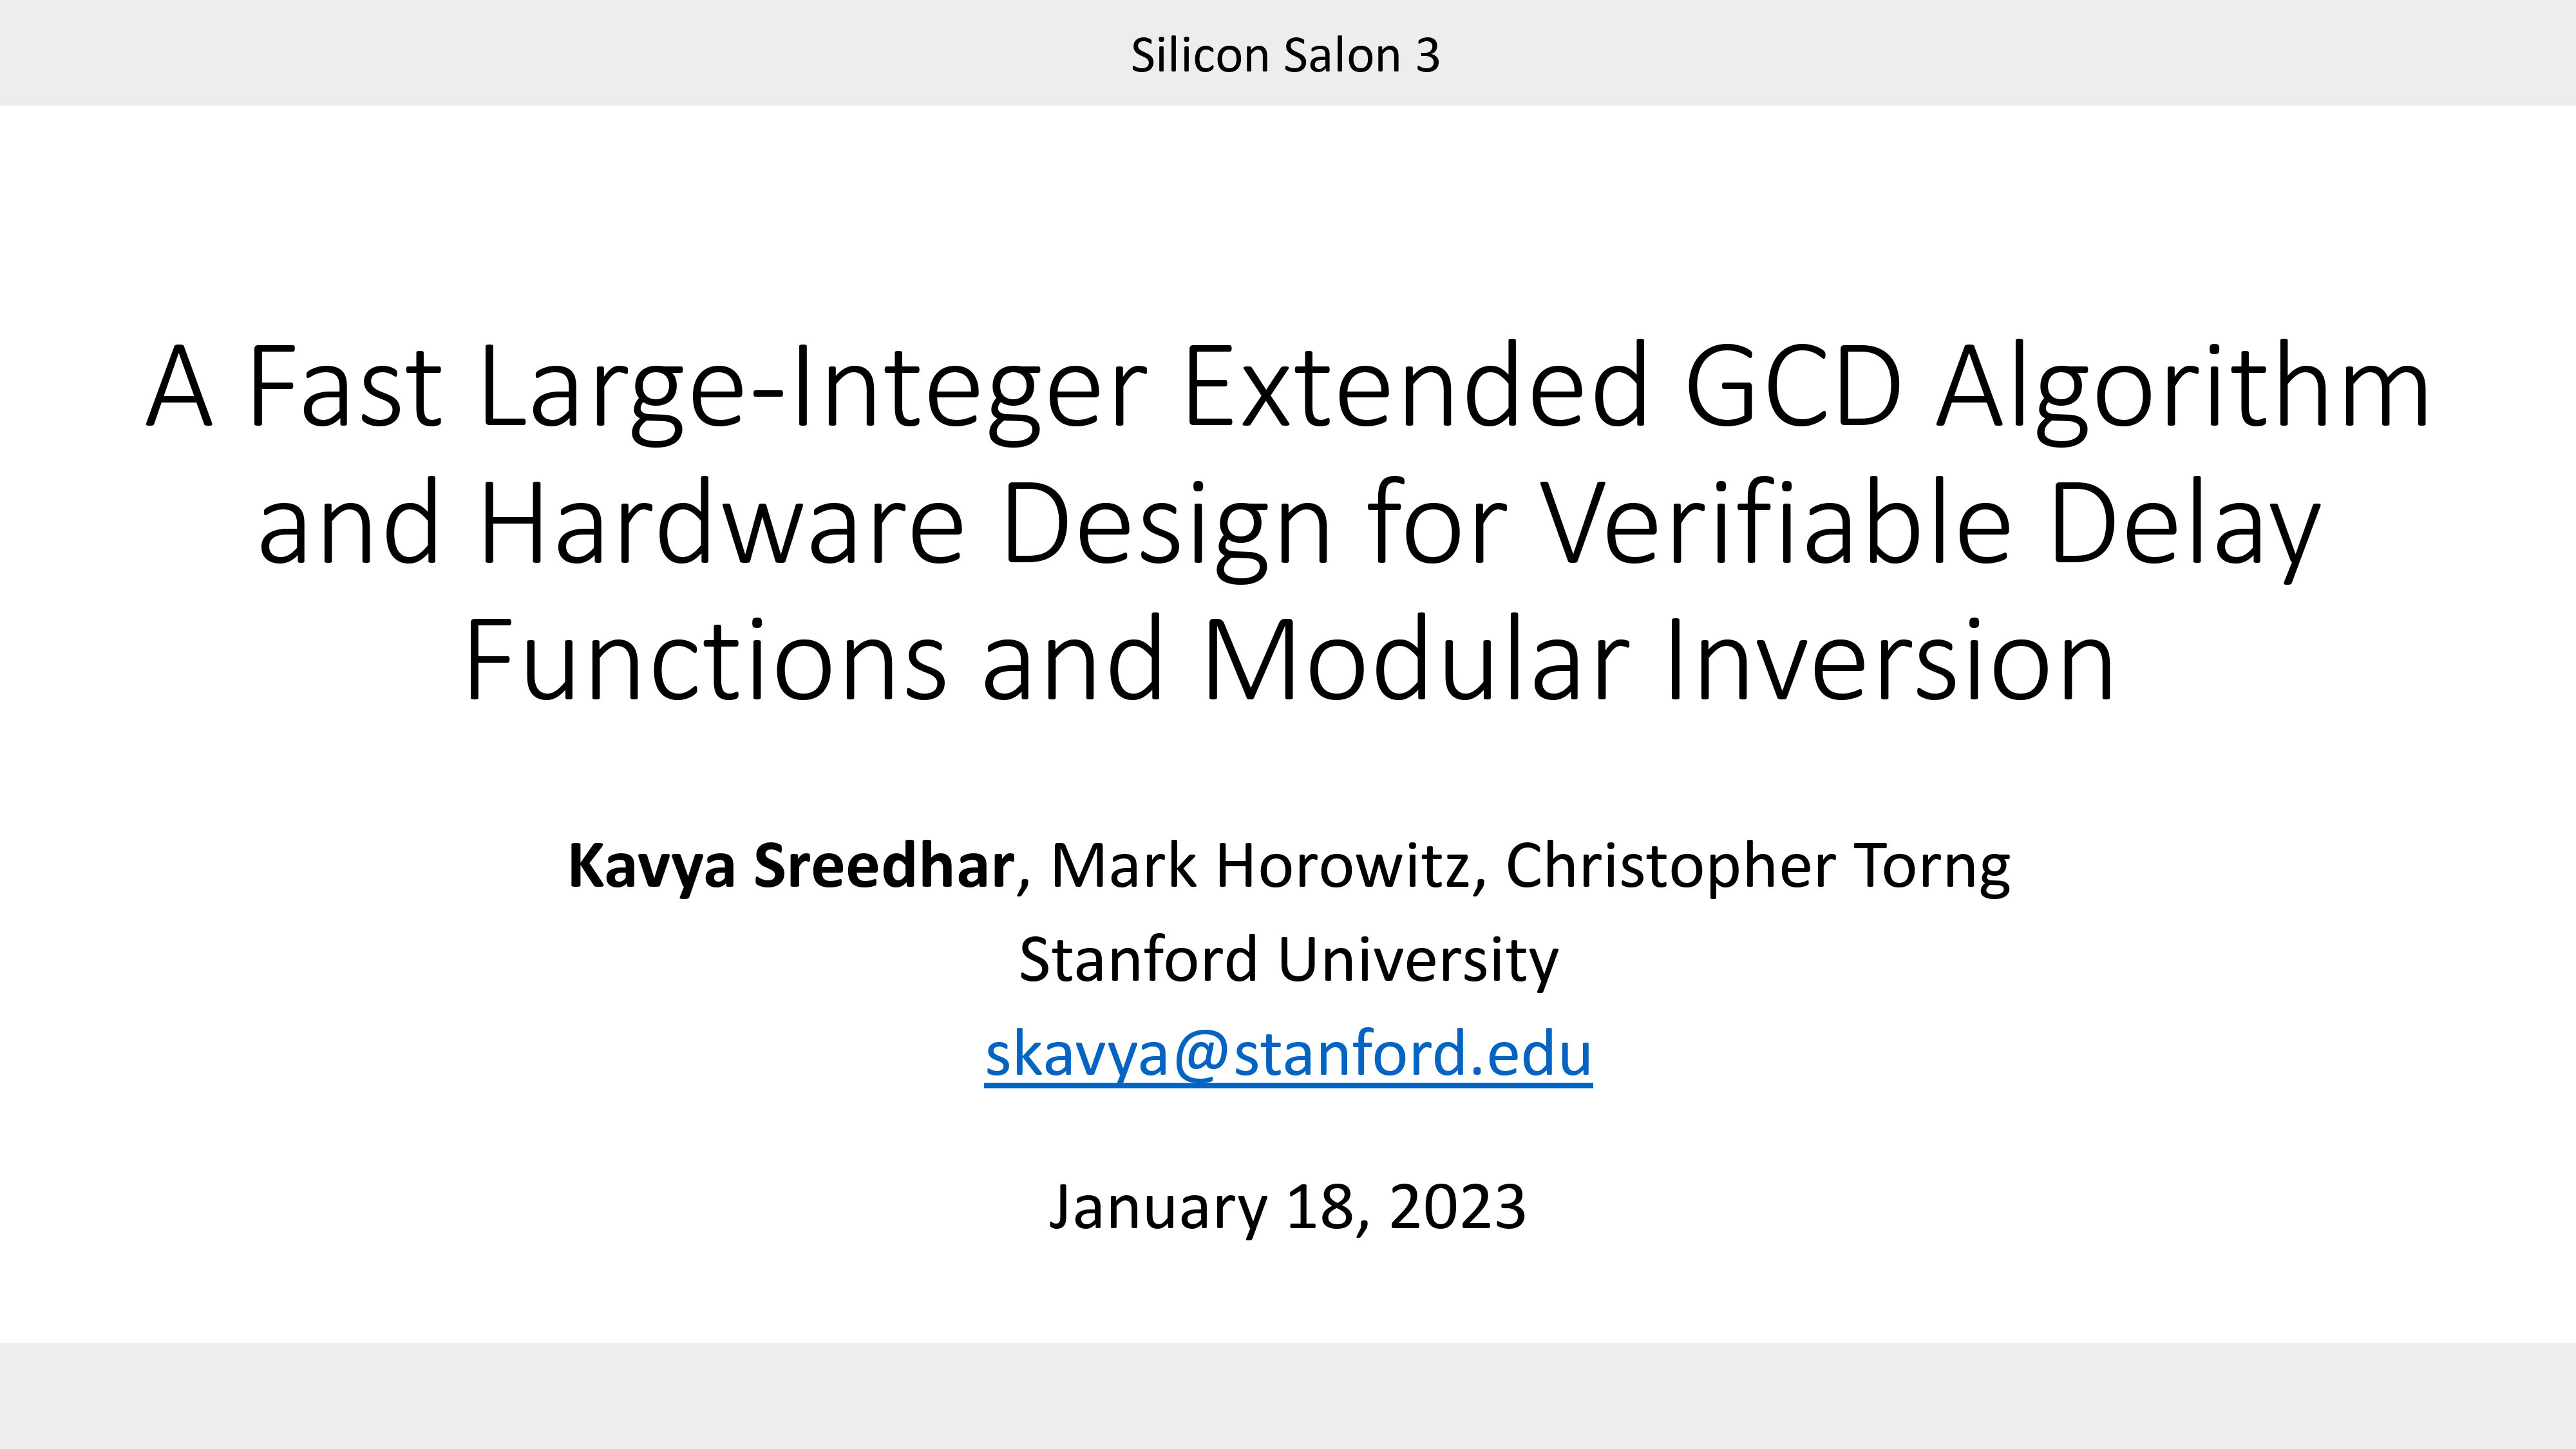 Silicon Salon 3
A Fast Large-Integer Extended GCD Algorithm
and Hardware Design for Verifiable Delay
Functions and Modular Inversion
Kavya Sreedhar, Mark Horowitz, Christopher Torng
Stanford University
skavya@stanford.edu
January 18, 2023